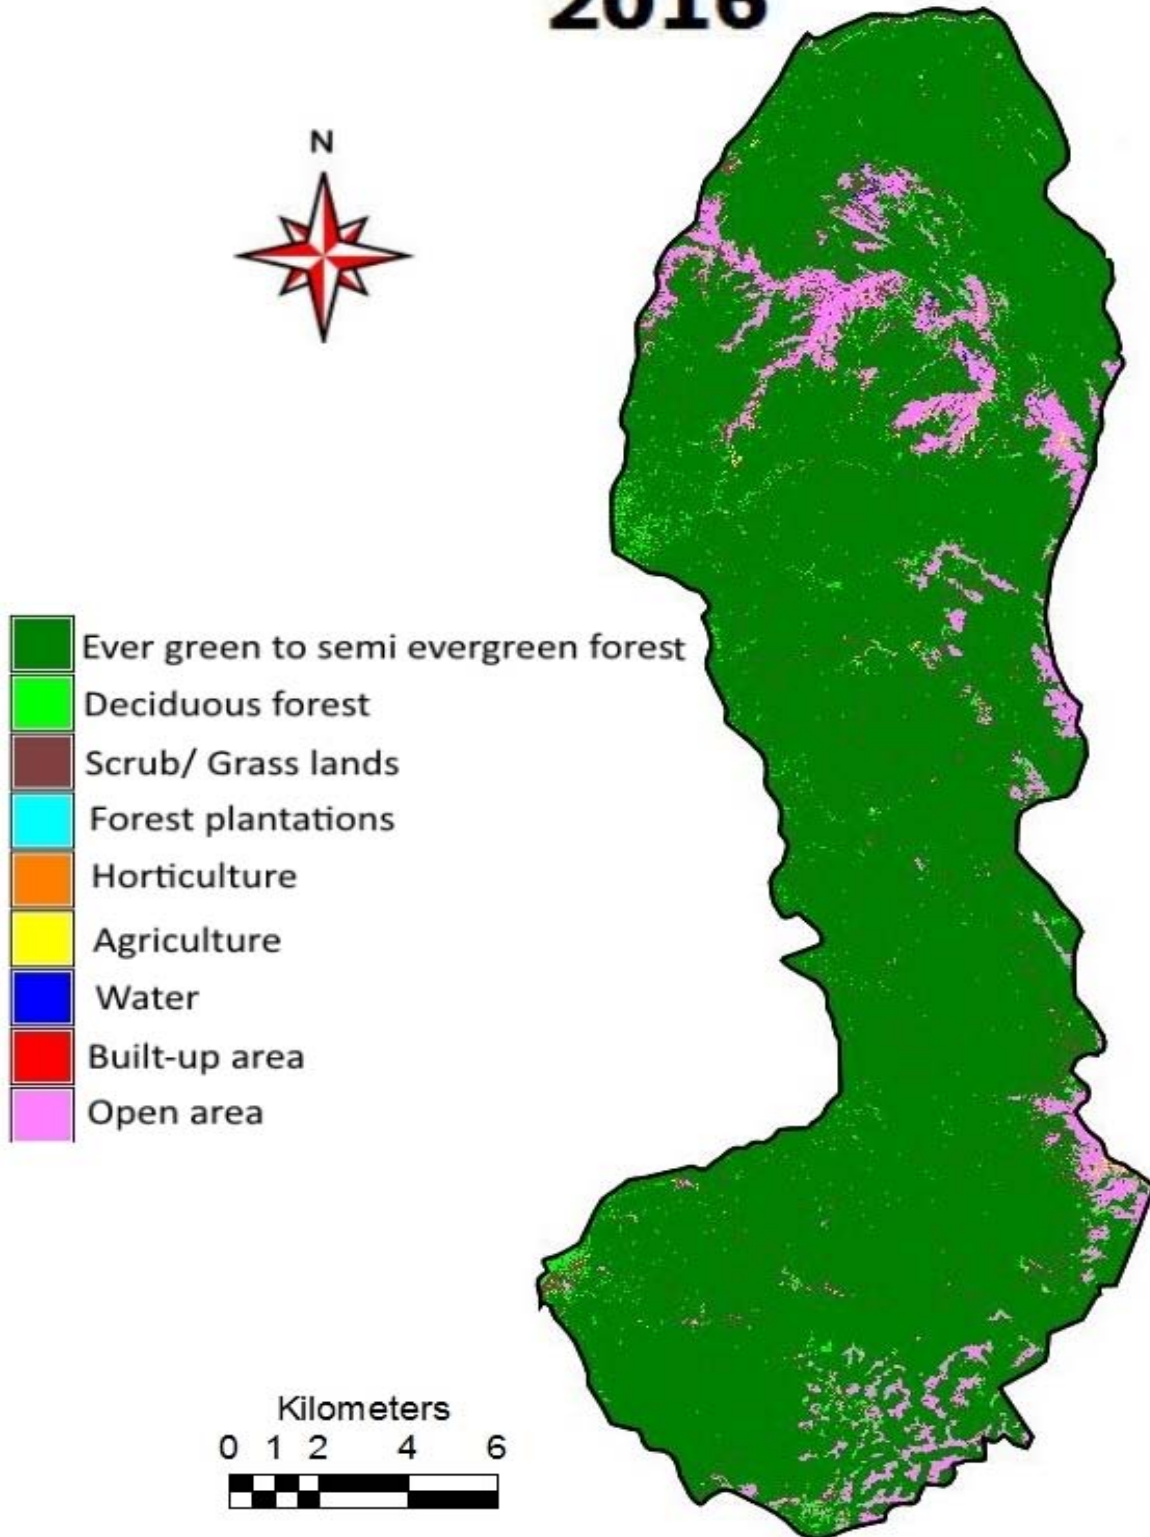 2016
N
Ever green to semi evergreen forest
Deciduous forest
Scrub/ Grass lands
Forest plantations
Horticulture
Agriculture
Water
Built-up area
Open area
Kilometers
0 1 2 4 6